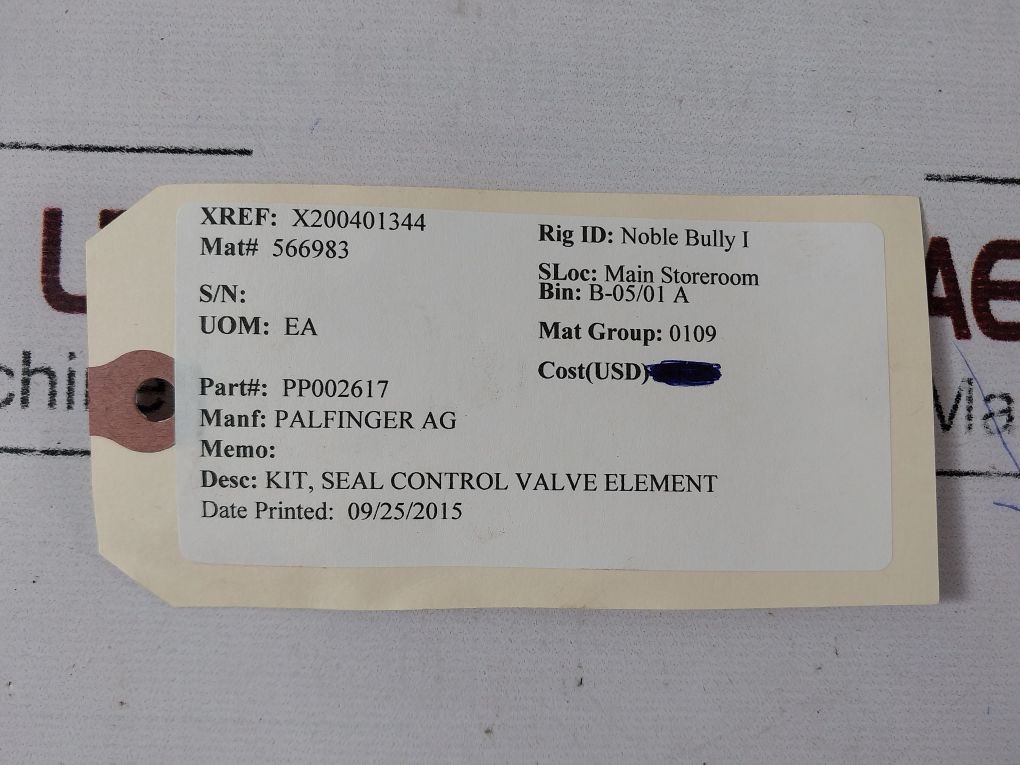 XREF: X200401344
Mat# 566983
S/N:
UOM: EA
Part#: PP002617
Manf: PALFINGER AG
Memo:
Desc: KIT, SEAL CONTROL VALVE ELEMENT
Date Printed: 09/25/2015
Rig ID: Noble Bully I
SLoc: Main Storeroom
Bin: B-05/01 A
Mat Group: 0109
Cost(USD)